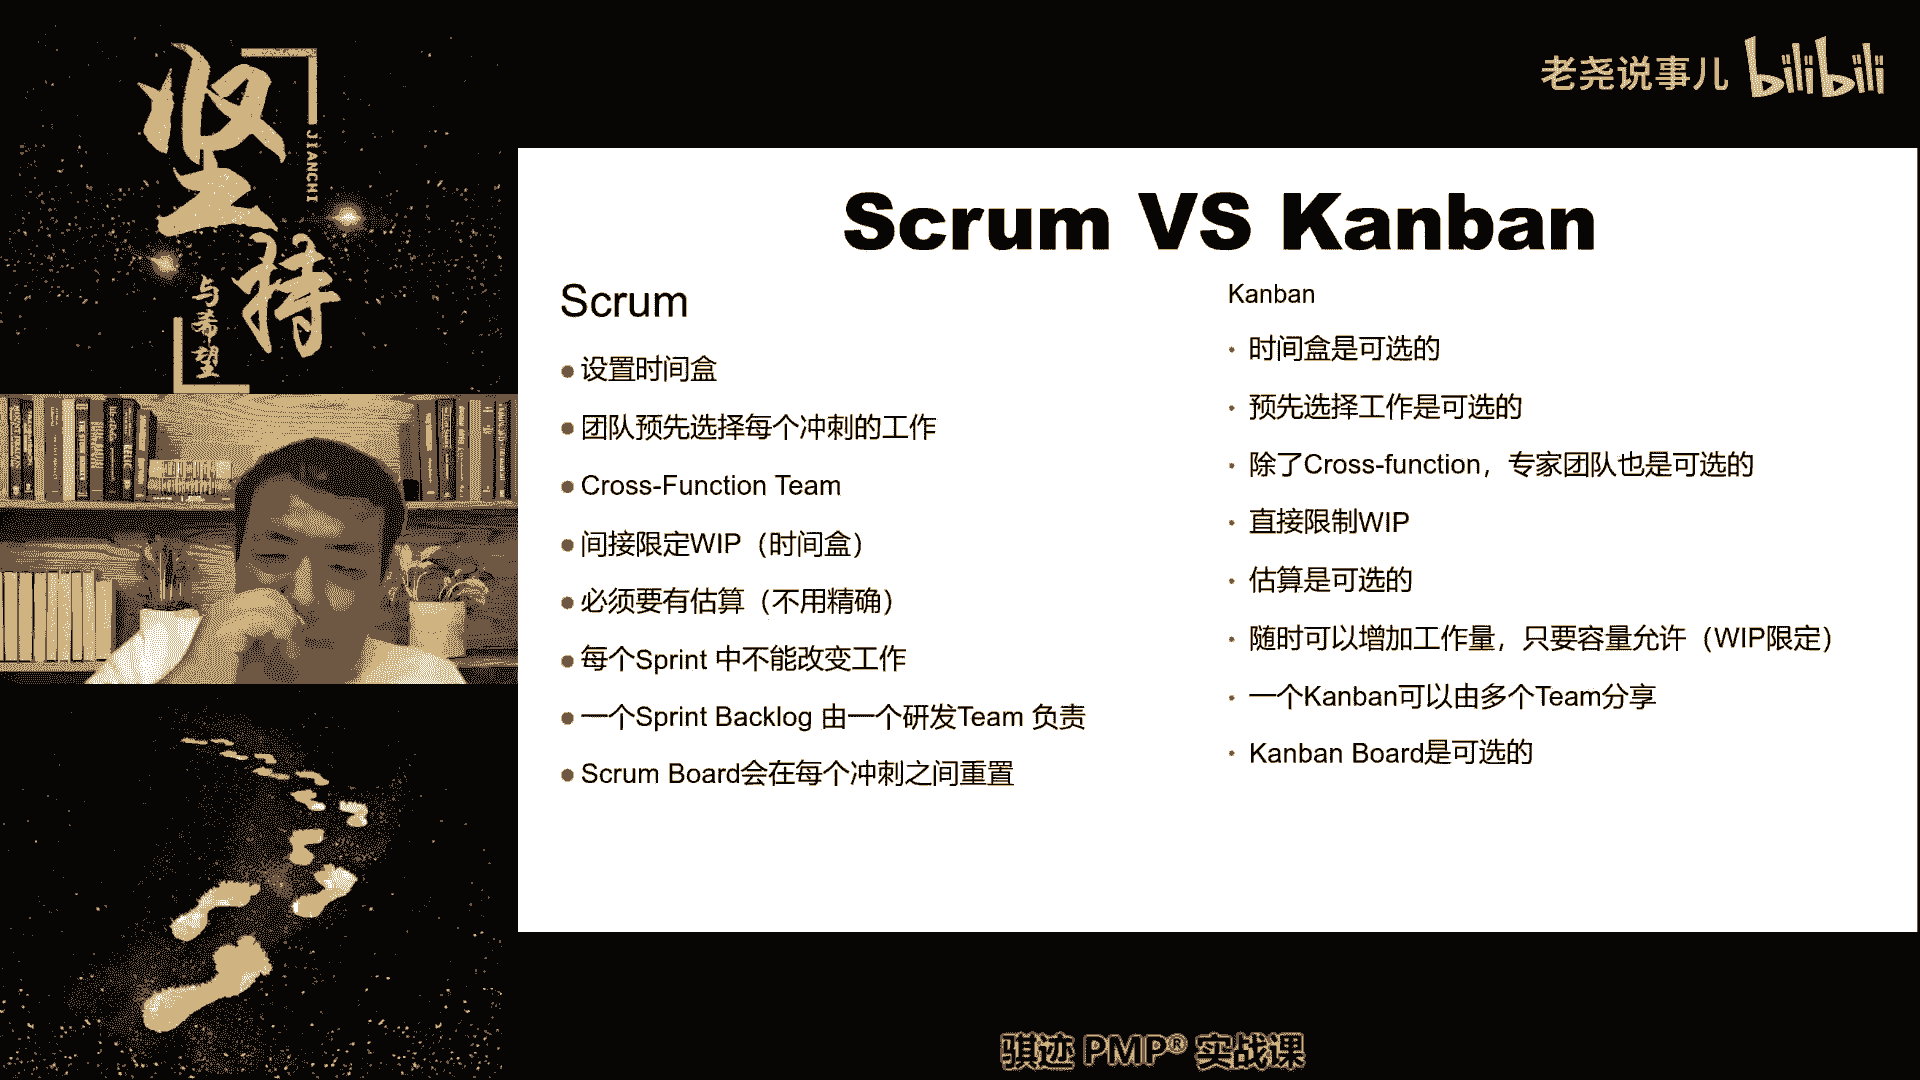 坚持
JIANCHI
与希望
老尧说事儿 bilibili
Scrum VS Kanban
Scrum
设置时间盒
团队预先选择每个冲刺的工作
Cross-Function Team
间接限定WIP（时间盒）
必须要有估算（不用精确）
每个Sprint 中不能改变工作
一个Sprint Backlog 由一个研发Team 负责
Scrum Board会在每个冲刺之间重置
Kanban
时间盒是可选的
预先选择工作是可选的
除了Cross-function，专家团队也是可选的
直接限制WIP
估算是可选的
随时可以增加工作量，只要容量允许（WIP限定）
一个Kanban可以由多个Team分享
Kanban Board是可选的
骐迹 PMP® 实战课